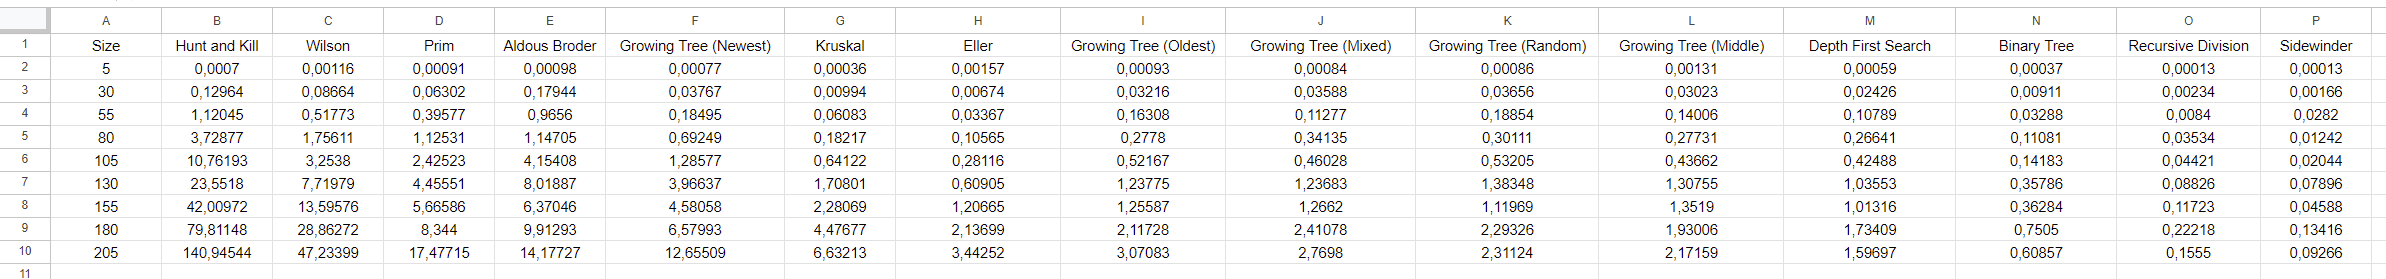 A B C D E F G H I J K L M N O P
1 Size Hunt and Kill Wilson Prim Aldous Broder Growing Tree (Newest) Kruskal Eller Growing Tree (Oldest) Growing Tree (Mixed) Growing Tree (Random) Growing Tree (Middle) Depth First Search Binary Tree Recursive Division Sidewinder
2 5 0,0007 0,00116 0,00091 0,00098 0,00077 0,00036 0,00157 0,00093 0,00084 0,00086 0,00131 0,00059 0,00037 0,00013 0,00013
3 30 0,12964 0,08664 0,06302 0,17944 0,03767 0,00994 0,00674 0,03216 0,03588 0,03656 0,03023 0,02426 0,00911 0,00234 0,00166
4 55 1,12045 0,51773 0,39577 0,9656 0,18495 0,06083 0,03367 0,16308 0,11277 0,18854 0,14006 0,10789 0,03288 0,0084 0,0282
5 80 3,72877 1,75611 1,12531 1,14705 0,69249 0,18217 0,10565 0,2778 0,34135 0,30111 0,27731 0,26641 0,11081 0,03534 0,01242
6 105 10,76193 3,2538 2,42523 4,15408 1,28577 0,64122 0,28116 0,52167 0,46028 0,53205 0,43662 0,42488 0,14183 0,04421 0,02044
7 130 23,5518 7,71979 4,45551 8,01887 3,96637 1,70801 0,60905 1,23775 1,23683 1,38348 1,30755 1,03553 0,35786 0,08826 0,07896
8 155 42,00972 13,59576 5,66586 6,37046 4,58058 2,28069 1,20665 1,25587 1,2662 1,11969 1,3519 1,01316 0,36284 0,11723 0,04588
9 180 79,81148 28,86272 8,344 9,91293 6,57993 4,47677 2,13699 2,11728 2,41078 2,29326 1,93006 1,73409 0,7505 0,22218 0,13416
10 205 140,94544 47,23399 17,47715 14,17727 12,65509 6,63213 3,44252 3,07083 2,7698 2,31124 2,17159 1,59697 0,60857 0,1555 0,09266
11